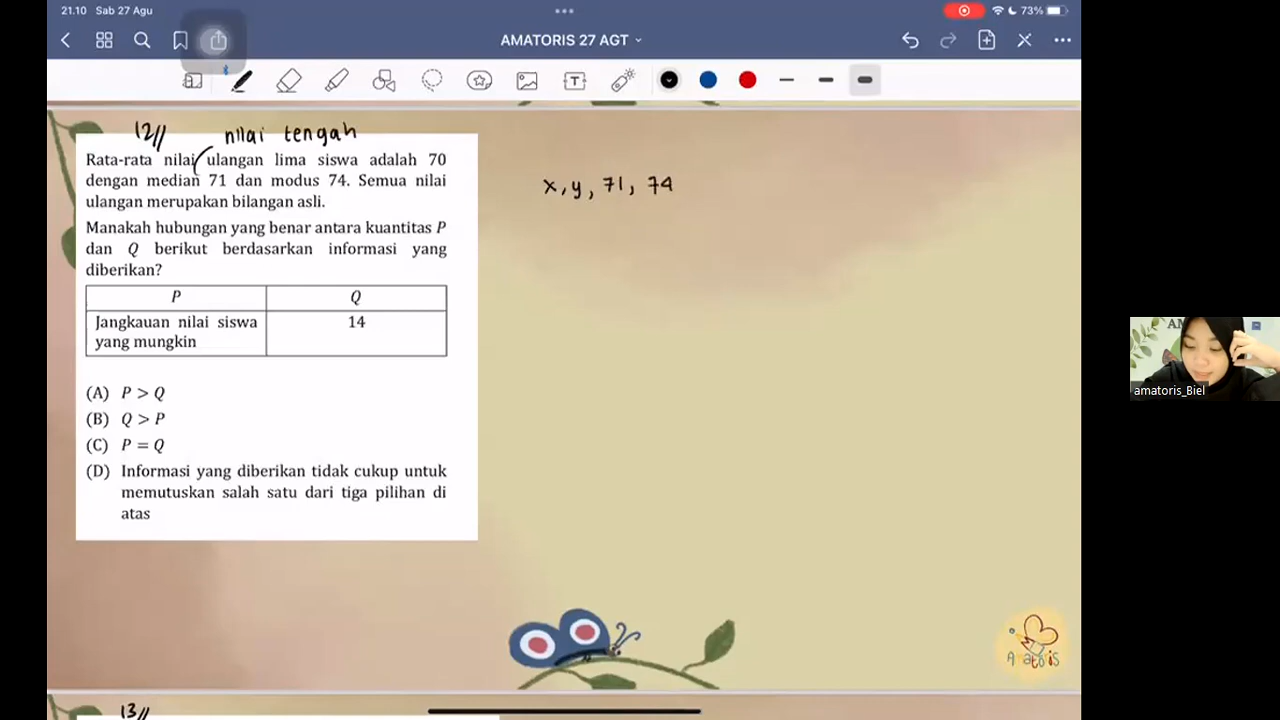 21.10 Sab 27 Agu
73%
AMATORIS 27 AGT
12//
nilai tengah
Rata-rata nilai ulangan lima siswa adalah 70
dengan median 71 dan modus 74. Semua nilai
ulangan merupakan bilangan asli.
Manakah hubungan yang benar antara kuantitas P
dan Q berikut berdasarkan informasi yang
diberikan?
P Q
Jangkauan nilai siswa 14
yang mungkin
(A) P > Q
(B) Q > P
(C) P = Q
(D) Informasi yang diberikan tidak cukup untuk
memutuskan salah satu dari tiga pilihan di
atas
x, y, 71, 74
amatoris_Biel
Amatoris
13//